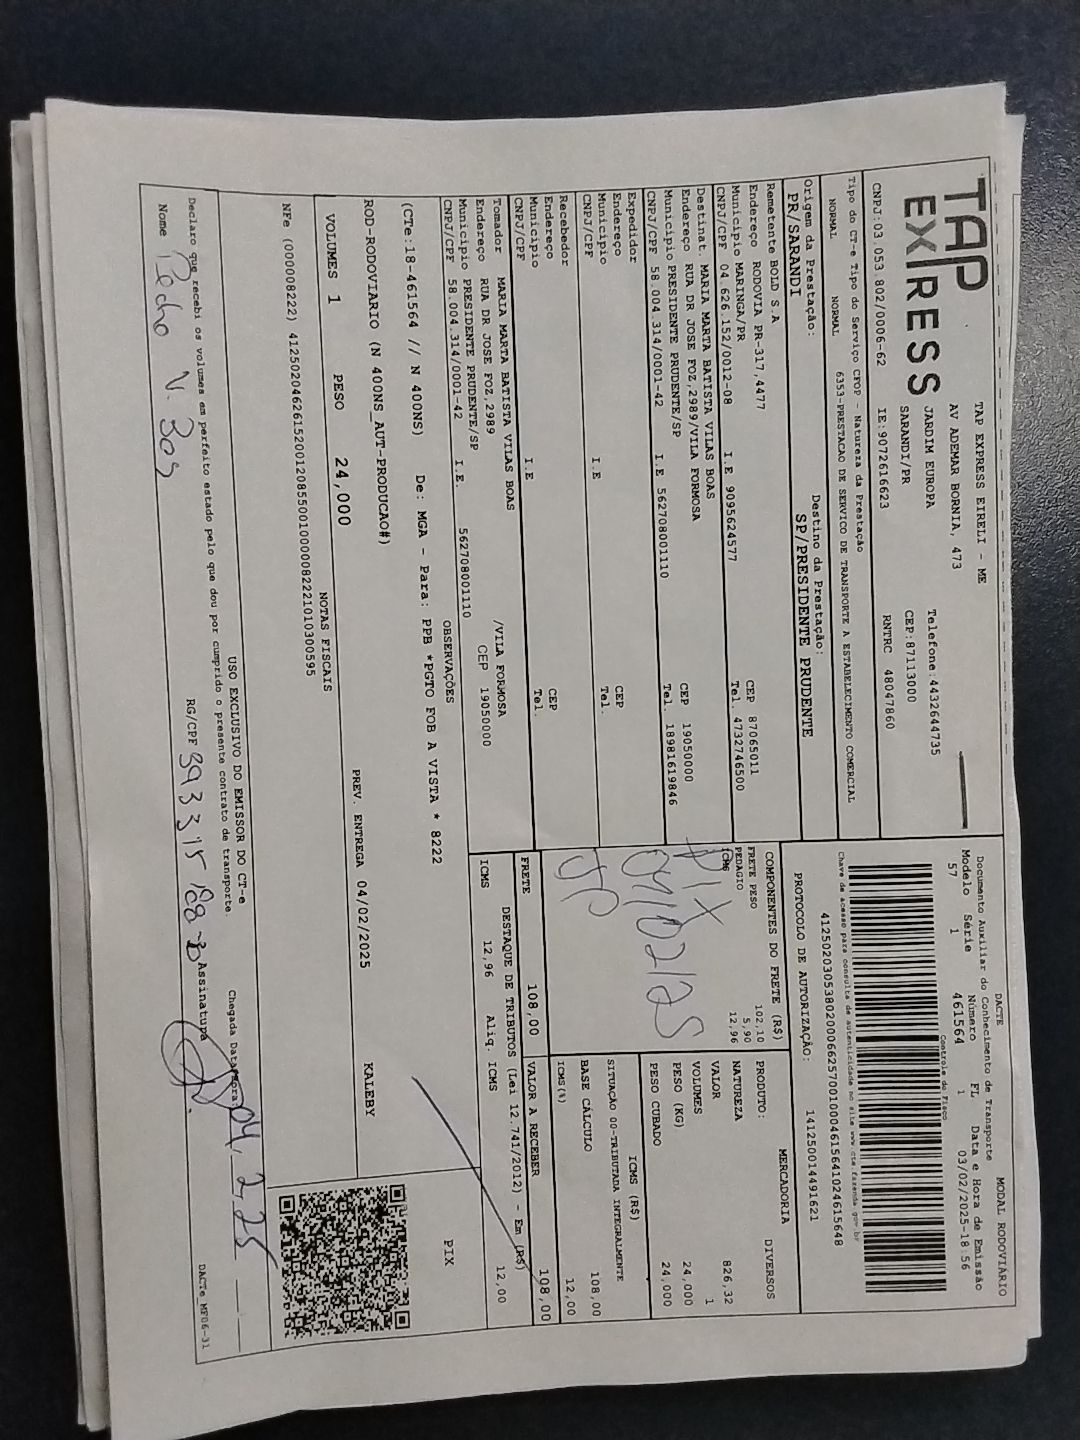 TAP
EXPRESS
TAP EXPRESS EIRELI - ME
AV ADEMAR BORNIA, 473
JARDIM EUROPA
SARANDI/PR
Telefone:4432644735
CEP:87113000
CNPJ:03.053.802/0006-62
IE:9072616623
RNTRC 48047860
DACTE
MODAL RODOVIÁRIO
Documento Auxiliar do Conhecimento de Transporte
Modelo Série Número FL Data e Hora de Emissão
57 1 461564 1 03/02/2025-18:56
Controle do Fisco
Chave de acesso para consulta de autenticidade no site www.cte.fazenda.gov.br
41250203053802000662570010004615641024615648
PROTOCOLO DE AUTORIZAÇÃO: 141250014491621
Tipo do CT-e Tipo do Serviço CFOP - Natureza da Prestação
NORMAL NORMAL 6353-PRESTACAO DE SERVICO DE TRANSPORTE A ESTABELECIMENTO COMERCIAL
Origem da Prestação:
PR/SARANDI
Destino da Prestação:
SP/PRESIDENTE PRUDENTE
Remetente BOLD S.A
Endereço RODOVIA PR-317,4477
Município MARINGA/PR CEP 87065011
CNPJ/CPF 04.626.152/0012-08 I.E 9095624577 Tel. 4732746500
Destinat. MARIA MARTA BATISTA VILAS BOAS
Endereço RUA DR JOSE FOZ,2989/VILA FORMOSA
Município PRESIDENTE PRUDENTE/SP CEP 19050000
CNPJ/CPF 58.004.314/0001-42 I.E 562708001110 Tel. 18981619846
Expedidor
Endereço
Município CEP
CNPJ/CPF I.E Tel.
Recebedor
Endereço
Município CEP
CNPJ/CPF I.E Tel.
Tomador MARIA MARTA BATISTA VILAS BOAS
Endereço RUA DR JOSE FOZ,2989 /VILA FORMOSA
Município PRESIDENTE PRUDENTE/SP CEP 19050000
CNPJ/CPF 58.004.314/0001-42 I.E. 562708001110
COMPONENTES DO FRETE (R$)
FRETE PESO 102,10
PEDAGIO 5,90
ICMS 12,96
PIX
04/02/25
MERCADORIA
PRODUTO: DIVERSOS
NATUREZA
VALOR 826,32
VOLUMES 1
PESO (KG) 24,000
PESO CUBADO 24,000
ICMS (R$)
SITUAÇÃO 00-TRIBUTADA INTEGRALMENTE
BASE CALCULO 108,00
ICMS(%) 12,00
FRETE 108,00
VALOR A RECEBER 108,00
DESTAQUE DE TRIBUTOS (Lei 12.741/2012) - Em (R$)
ICMS 12,96 Aliq. ICMS 12,00
OBSERVAÇÕES
(CTe:18-461564 // N 400NS) De: MGA - Para: PPB *PGTO FOB A VISTA * 8222
PIX
ROD-RODOVIARIO (N 400NS_AUT-PRODUCAO#)
PREV. ENTREGA 04/02/2025
KALEBY
VOLUMES 1 PESO 24,000
NOTAS FISCAIS
NFe (000008222) 41250204626152001208550010000082221010300595
USO EXCLUSIVO DO EMISSOR DO CT-e
Declaro que recebi os volumes em perfeito estado pelo que dou por cumprido o presente contrato de transporte.
Chegada Data/Hora: 04, 2, 25
Nome Pedro V.
RG/CPF
Assinatura
DACTe_MF06-31